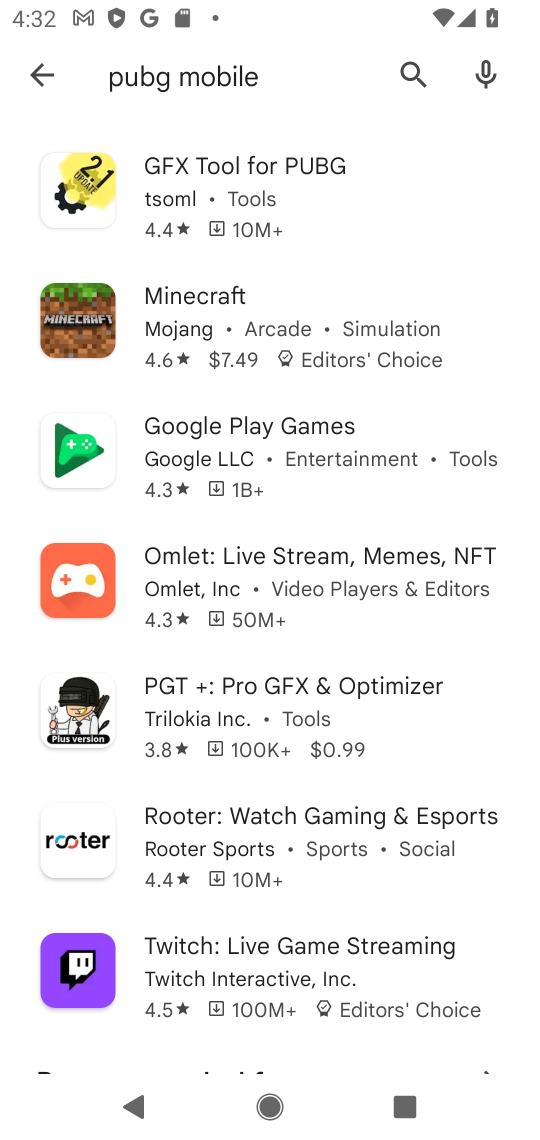 4:32
pubg mobile
2.1
UPDATE
GFX Tool for PUBG
tsoml • Tools
4.4★ 10M+
MINECRAFT
Minecraft
Mojang • Arcade • Simulation
4.6★ $7.49 Editors' Choice
Google Play Games
Google LLC • Entertainment • Tools
4.3★ 1B+
Omlet: Live Stream, Memes, NFT
Omlet, Inc • Video Players & Editors
4.3★ 50M+
Plus version
PGT +: Pro GFX & Optimizer
Trilokia Inc. • Tools
3.8★ 100K+ $0.99
rooter
Rooter: Watch Gaming & Esports
Rooter Sports • Sports • Social
4.4★ 10M+
Twitch: Live Game Streaming
Twitch Interactive, Inc.
4.5★ 100M+ Editors' Choice